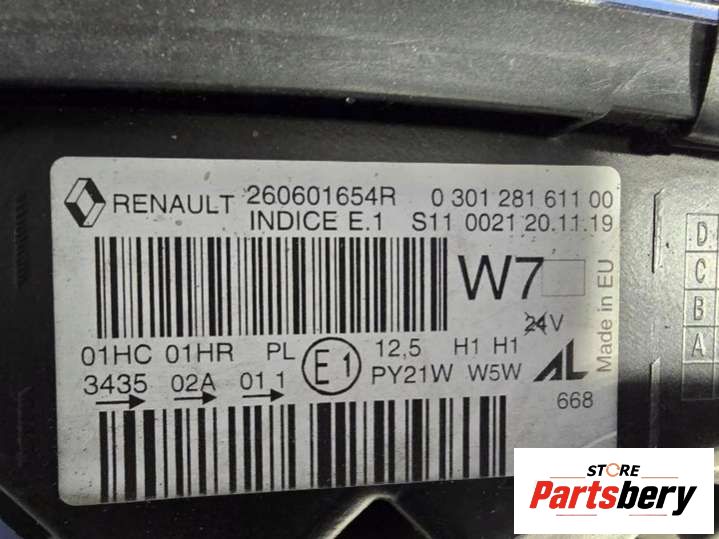 RENAULT 260601654R 0 301 281 611 00
INDICE E.1 S11 0021 20.11.19
W7
24V
Made in EU
01HC 01HR PL E1 12,5 H1 H1
3435 02A 01 1 PY21W W5W AL
668
D
C
B
A
STORE
Partsbery